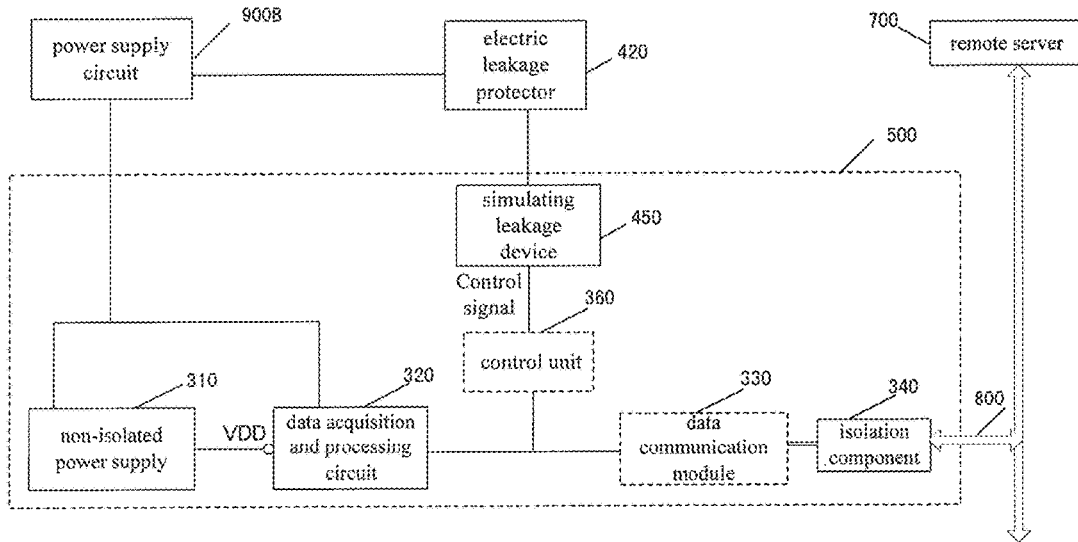 900B
power supply
circuit
electric
leakage
protector
420
700
remote server
500
simulating
leakage
device
450
Control
signal
360
control unit
310
non-isolated
power supply
VDD
320
data acquisition
and processing
circuit
330
data
communication
module
340
isolation
component
800